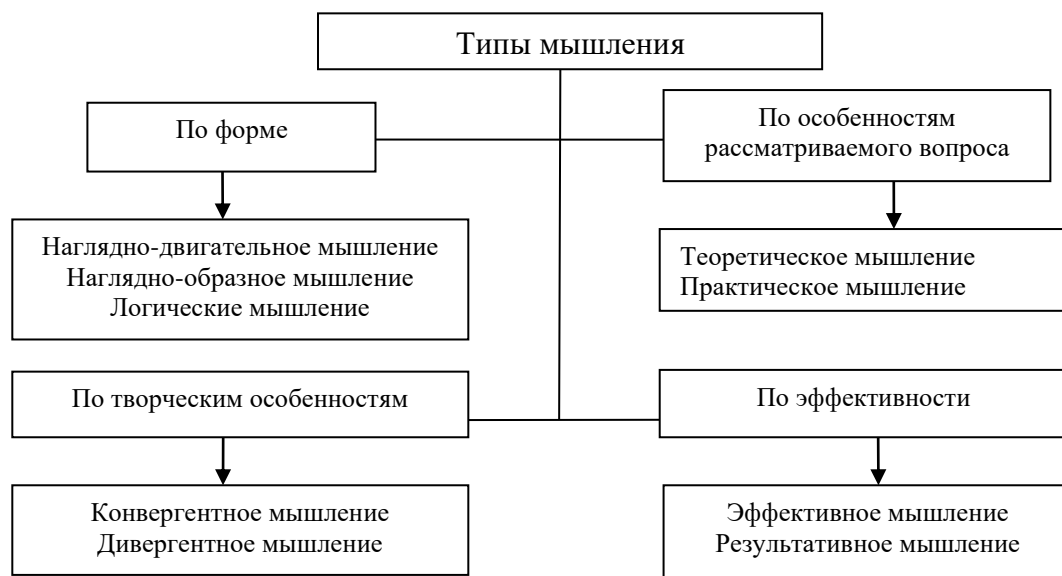 Типы мышления
По форме
По особенностям
рассматриваемого вопроса
Наглядно-двигательное мышление
Наглядно-образное мышление
Логические мышление
Теоретическое мышление
Практическое мышление
По творческим особенностям
По эффективности
Конвергентное мышление
Дивергентное мышление
Эффективное мышление
Результативное мышление